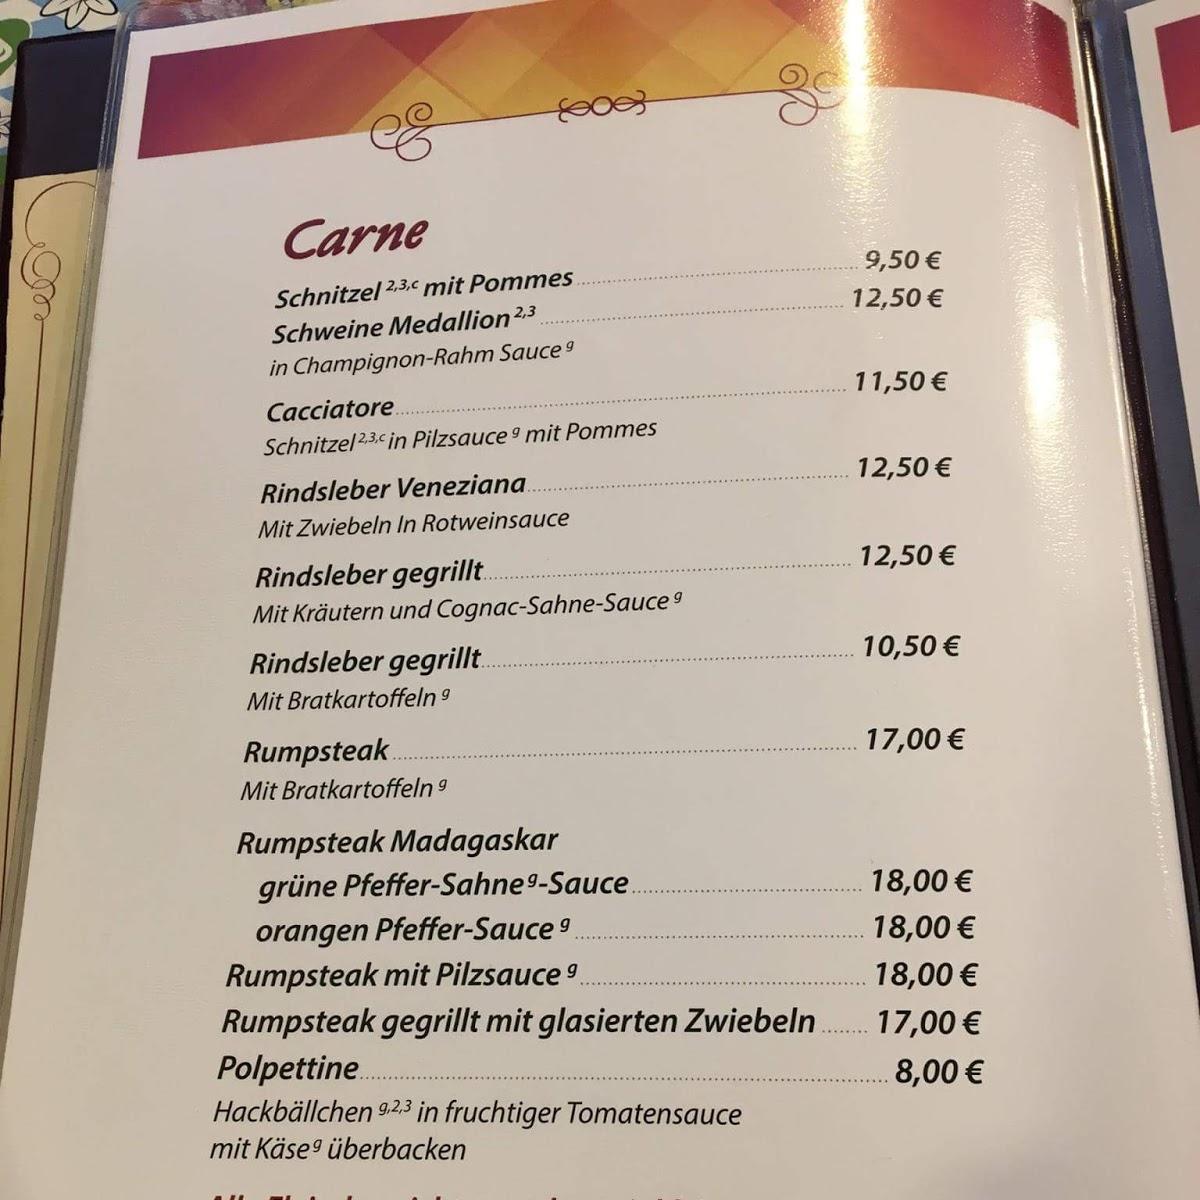 Carne
Schnitzel 2,3,c mit Pommes 9,50 €
Schweine Medallion 2,3 12,50 €
in Champignon-Rahm Sauce g
Cacciatore 11,50 €
Schnitzel 2,3,c in Pilzsauce g mit Pommes
Rindsleber Veneziana 12,50 €
Mit Zwiebeln In Rotweinsauce
Rindsleber gegrillt 12,50 €
Mit Kräutern und Cognac-Sahne-Sauce g
Rindsleber gegrillt 10,50 €
Mit Bratkartoffeln g
Rumpsteak 17,00 €
Mit Bratkartoffeln g
Rumpsteak Madagaskar
grüne Pfeffer-Sahne g-Sauce 18,00 €
orangen Pfeffer-Sauce g 18,00 €
Rumpsteak mit Pilzsauce g 18,00 €
Rumpsteak gegrillt mit glasierten Zwiebeln 17,00 €
Polpettine 8,00 €
Hackbällchen g,2,3 in fruchtiger Tomatensauce
mit Käse g überbacken